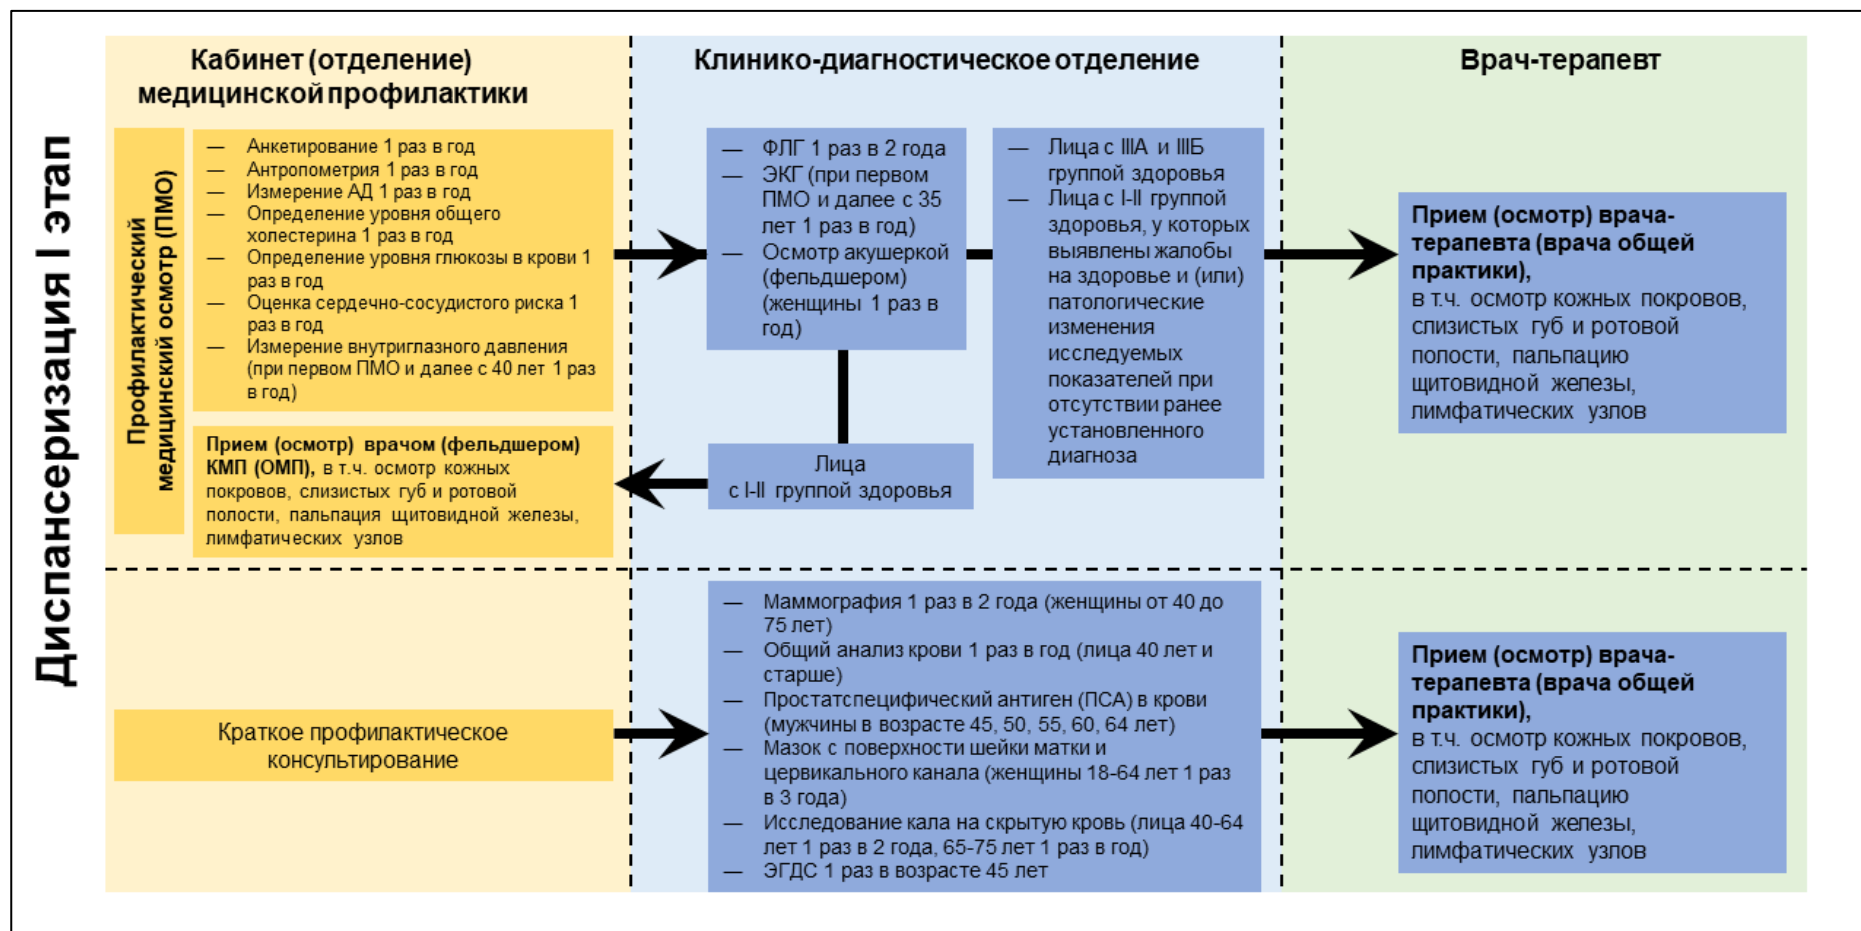 Диспансеризация I этап
Кабинет (отделение)
медицинской профилактики
Профилактический
медицинский осмотр (ПМО)
— Анкетирование 1 раз в год
— Антропометрия 1 раз в год
— Измерение АД 1 раз в год
— Определение уровня общего
холестерина 1 раз в год
— Определение уровня глюкозы в крови 1
раз в год
— Оценка сердечно-сосудистого риска 1
раз в год
— Измерение внутриглазного давления
(при первом ПМО и далее с 40 лет 1 раз
в год)
Прием (осмотр) врачом (фельдшером)
КМП (ОМП), в т.ч. осмотр кожных
покровов, слизистых губ и ротовой
полости, пальпация щитовидной железы,
лимфатических узлов
Клинико-диагностическое отделение
— ФЛГ 1 раз в 2 года
— ЭКГ (при первом
ПМО и далее с 35
лет 1 раз в год)
— Осмотр акушеркой
(фельдшером)
(женщины 1 раз в
год)
Лица
с I-II группой здоровья
— Лица с IIIА и IIIБ
группой здоровья
— Лица с I-II группой
здоровья, у которых
выявлены жалобы
на здоровье и (или)
патологические
изменения
исследуемых
показателей при
отсутствии ранее
установленного
диагноза
Врач-терапевт
Прием (осмотр) врача-
терапевта (врача общей
практики),
в т.ч. осмотр кожных покровов,
слизистых губ и ротовой
полости, пальпацию
щитовидной железы,
лимфатических узлов
Краткое профилактическое
консультирование
— Маммография 1 раз в 2 года (женщины от 40 до
75 лет)
— Общий анализ крови 1 раз в год (лица 40 лет и
старше)
— Простатспецифический антиген (ПСА) в крови
(мужчины в возрасте 45, 50, 55, 60, 64 лет)
— Мазок с поверхности шейки матки и
цервикального канала (женщины 18-64 лет 1 раз
в 3 года)
— Исследование кала на скрытую кровь (лица 40-64
лет 1 раз в 2 года, 65-75 лет 1 раз в год)
— ЭГДС 1 раз в возрасте 45 лет
Прием (осмотр) врача-
терапевта (врача общей
практики),
в т.ч. осмотр кожных покровов,
слизистых губ и ротовой
полости, пальпацию
щитовидной железы,
лимфатических узлов